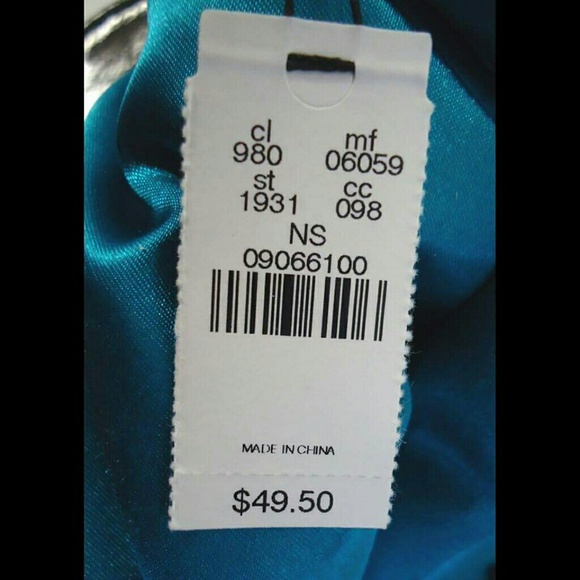 cl mf
980 06059
st cc
1931 098
NS
09066100
MADE IN CHINA
$49.50